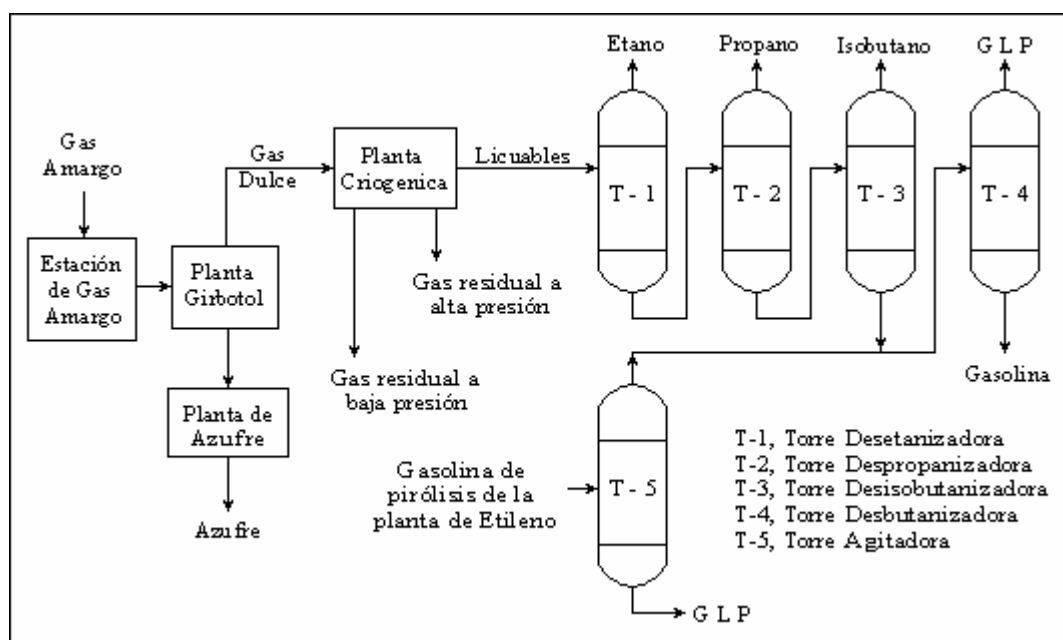 Etano
Propano
Isobutano
G L P
Gas
Amargo
Gas
Dulce
Planta
Criogenica
Licuables
T - 1
T - 2
T - 3
T - 4
Estación
de Gas
Amargo
Planta
Girbotol
Gas residual a
alta presión
Gas residual a
baja presión
Gasolina
Planta de
Azufre
Azufre
Gasolina de
pirólisis de la
planta de Etileno
T - 5
G L P
T-1, Torre Desetanizadora
T-2, Torre Despropanizadora
T-3, Torre Desisobutanizadora
T-4, Torre Desbutanizadora
T-5, Torre Agitadora